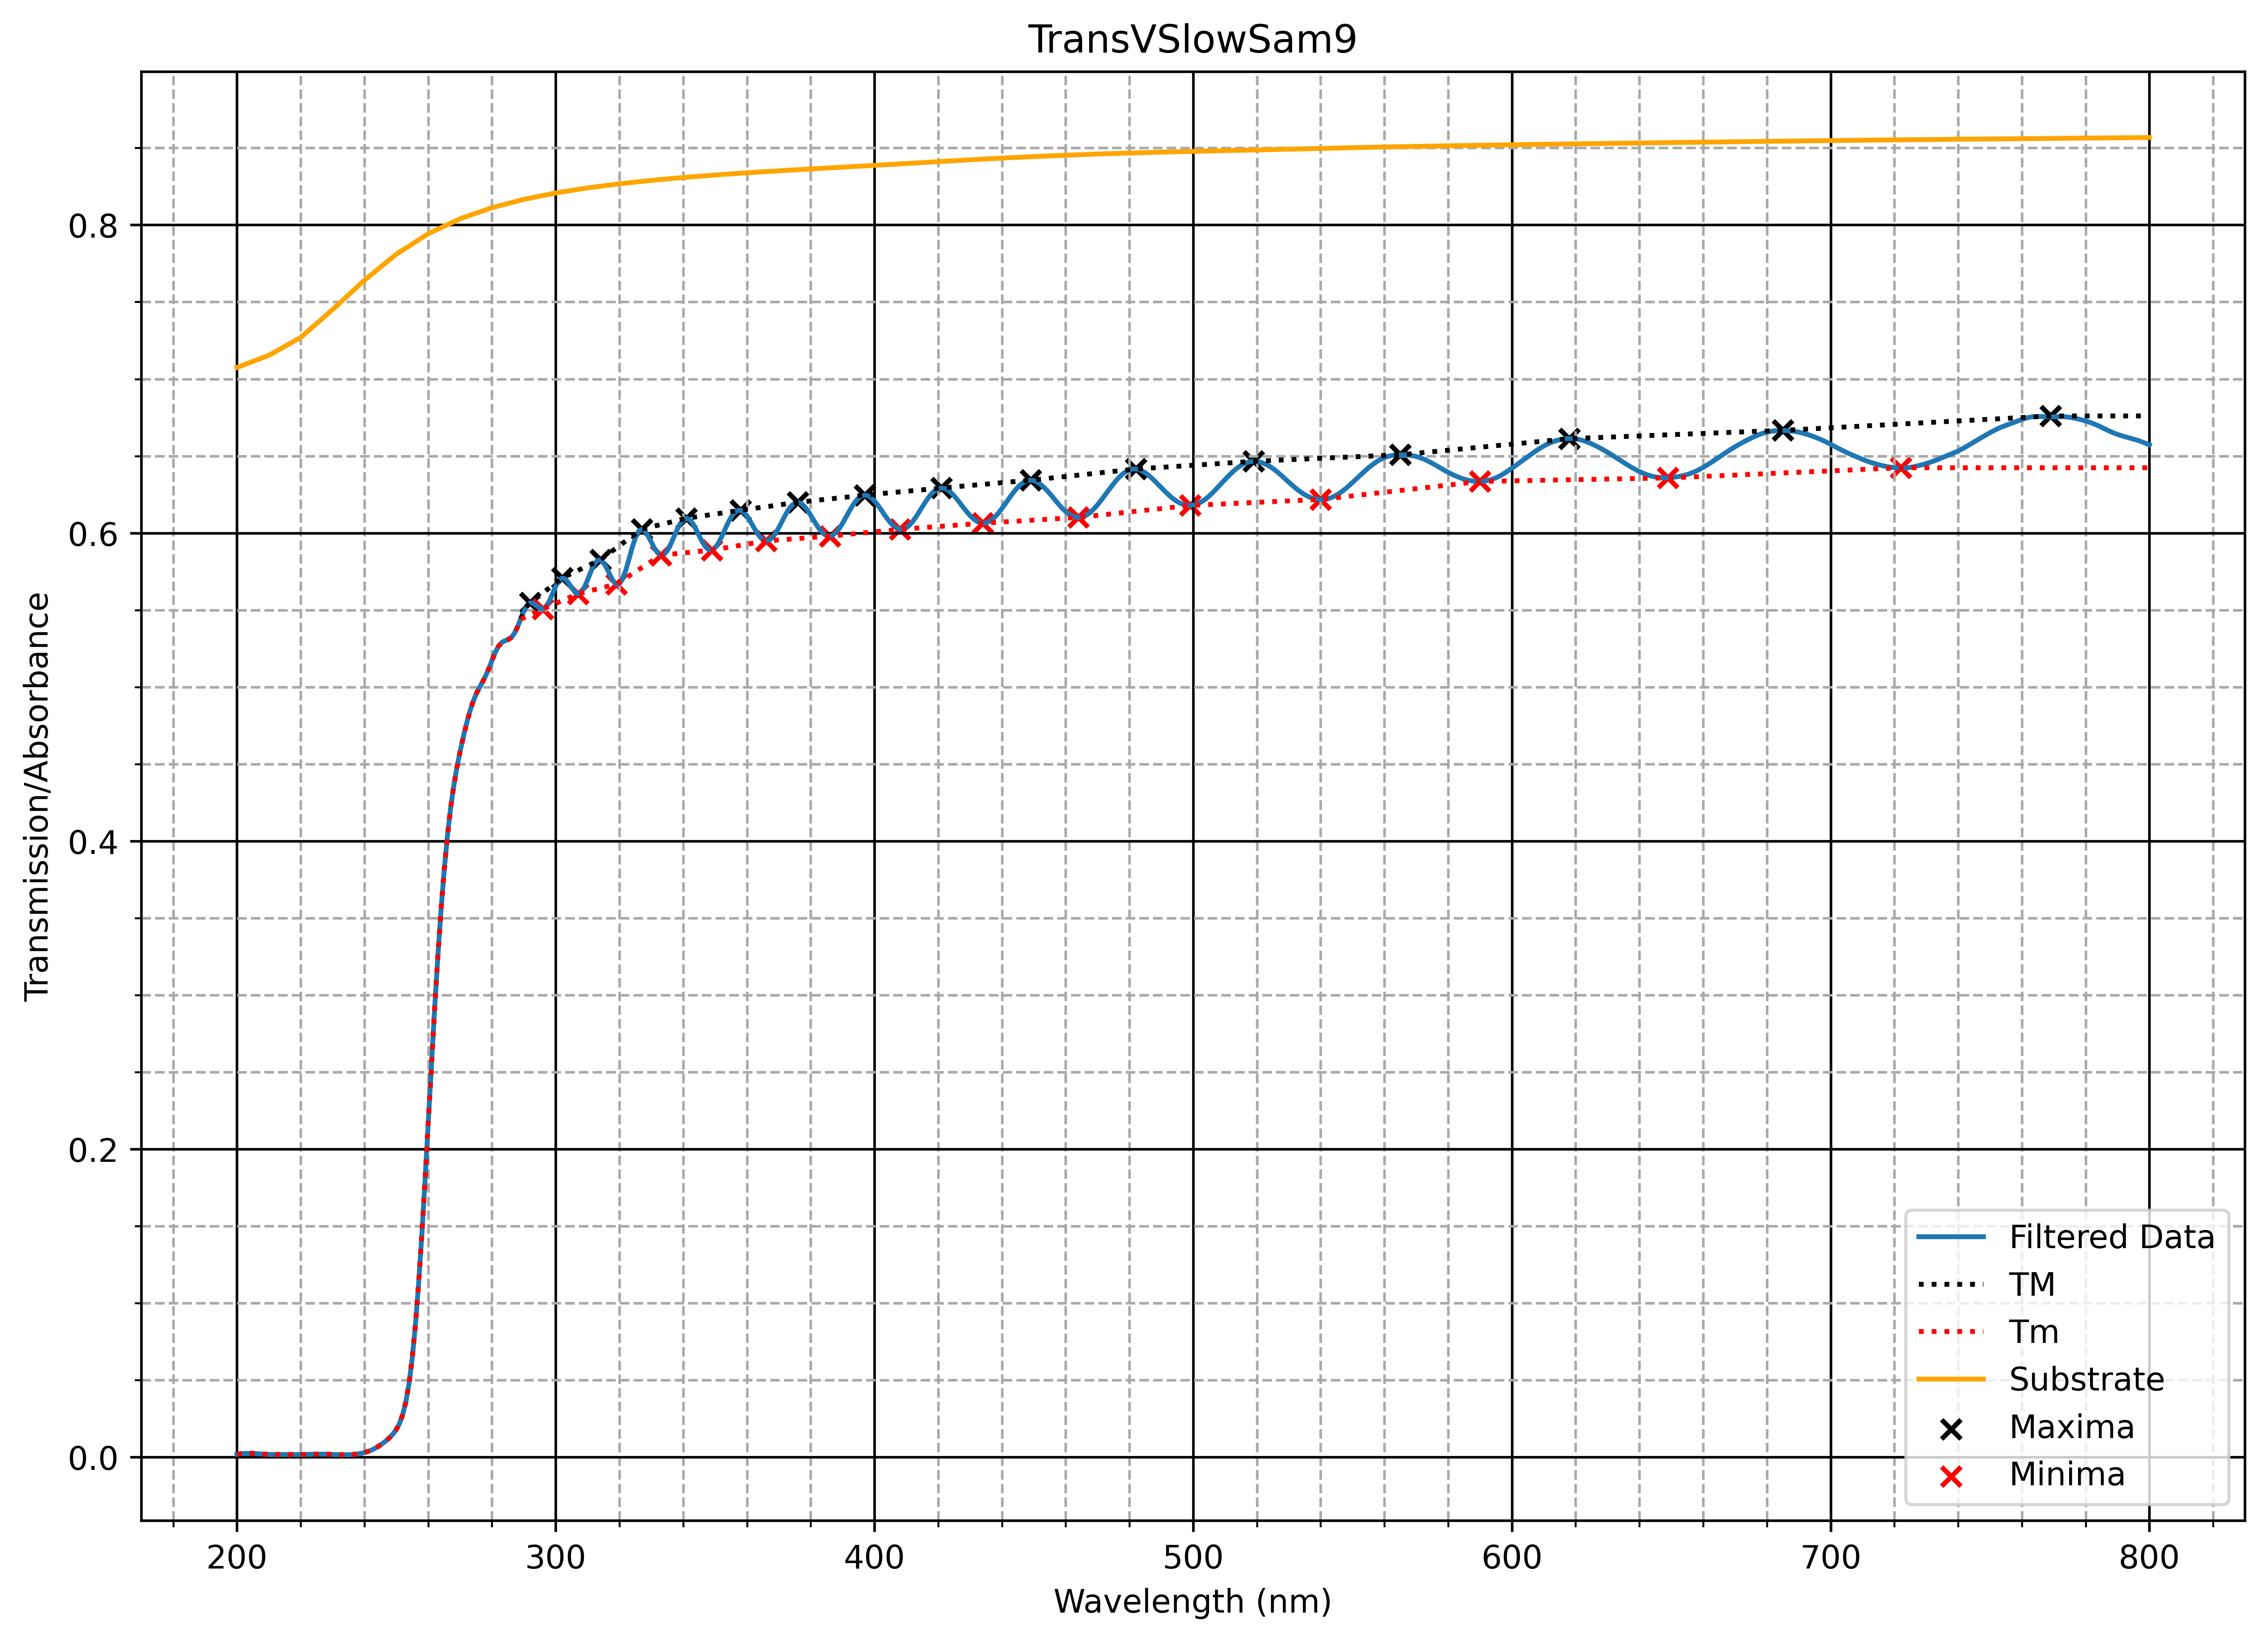 TransVSlowSam9
Transmission/Absorbance
0.8
0.6
0.4
0.2
0.0
200 300 400 500 600 700 800
Wavelength (nm)
Filtered Data
TM
Tm
Substrate
Maxima
Minima